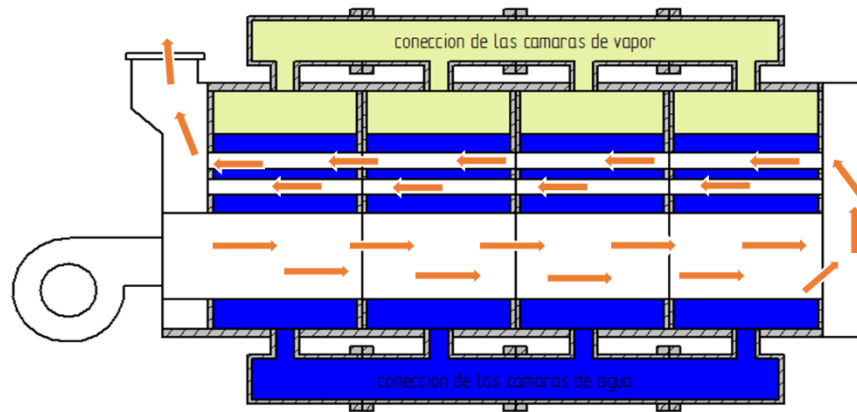 coneccion de las camaras de vapor
coneccion de las camaras de agua